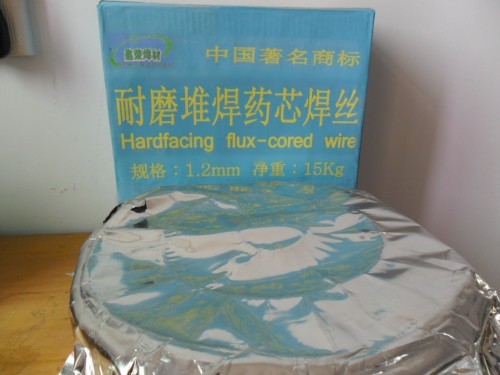 中国著名商标
耐磨堆焊药芯焊丝
Hardfacing flux-cored wire
规格：1.2mm 净重：15Kg